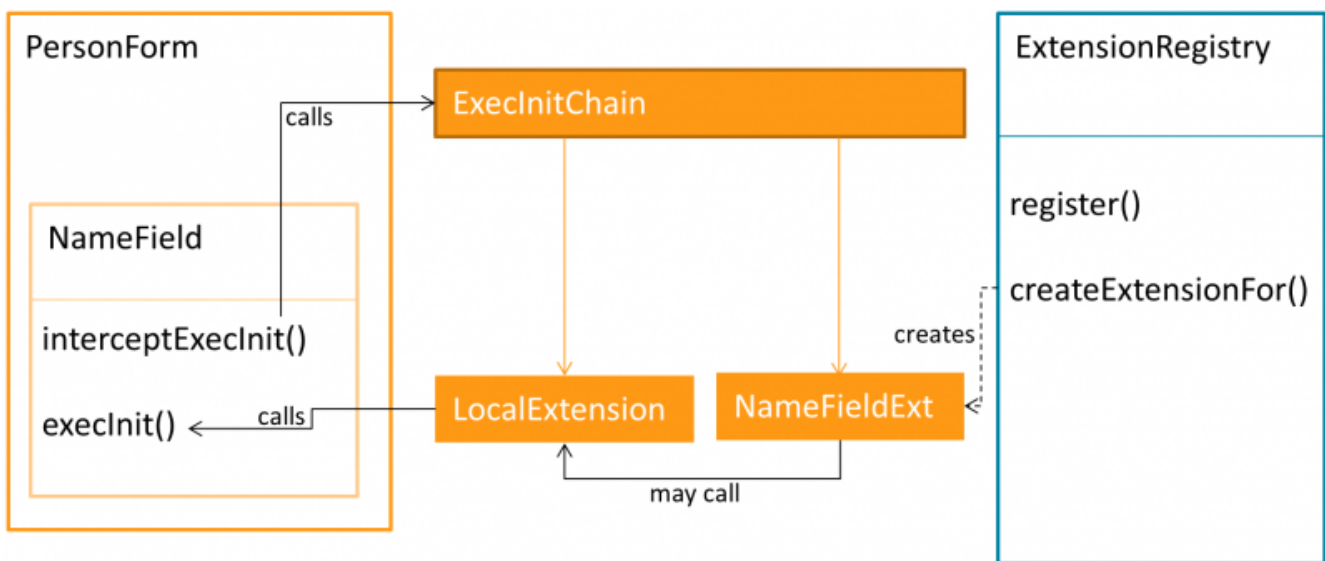 PersonForm
calls
ExecInitChain
ExtensionRegistry
NameField
interceptExecInit()
execInit()
calls
LocalExtension
NameFieldExt
may call
creates
register()
createExtensionFor()